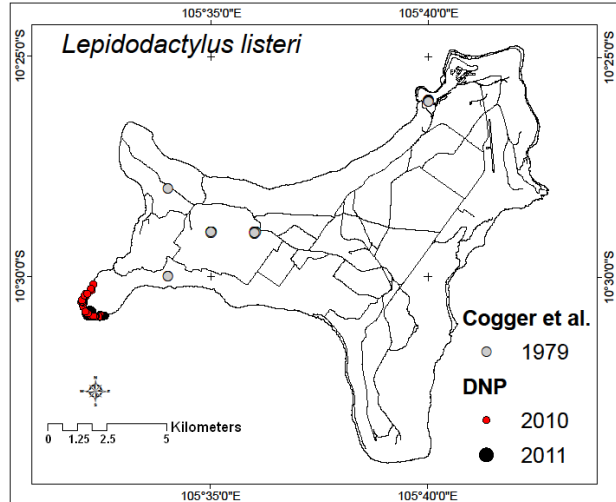 105°35'0"E 105°40'0"E
Lepidodactylus listeri
10°25'0"S 10°25'0"S
10°30'0"S 10°30'0"S
Cogger et al.
1979
DNP
2010
2011
Kilometers
0 1.25 2.5 5
105°35'0"E 105°40'0"E